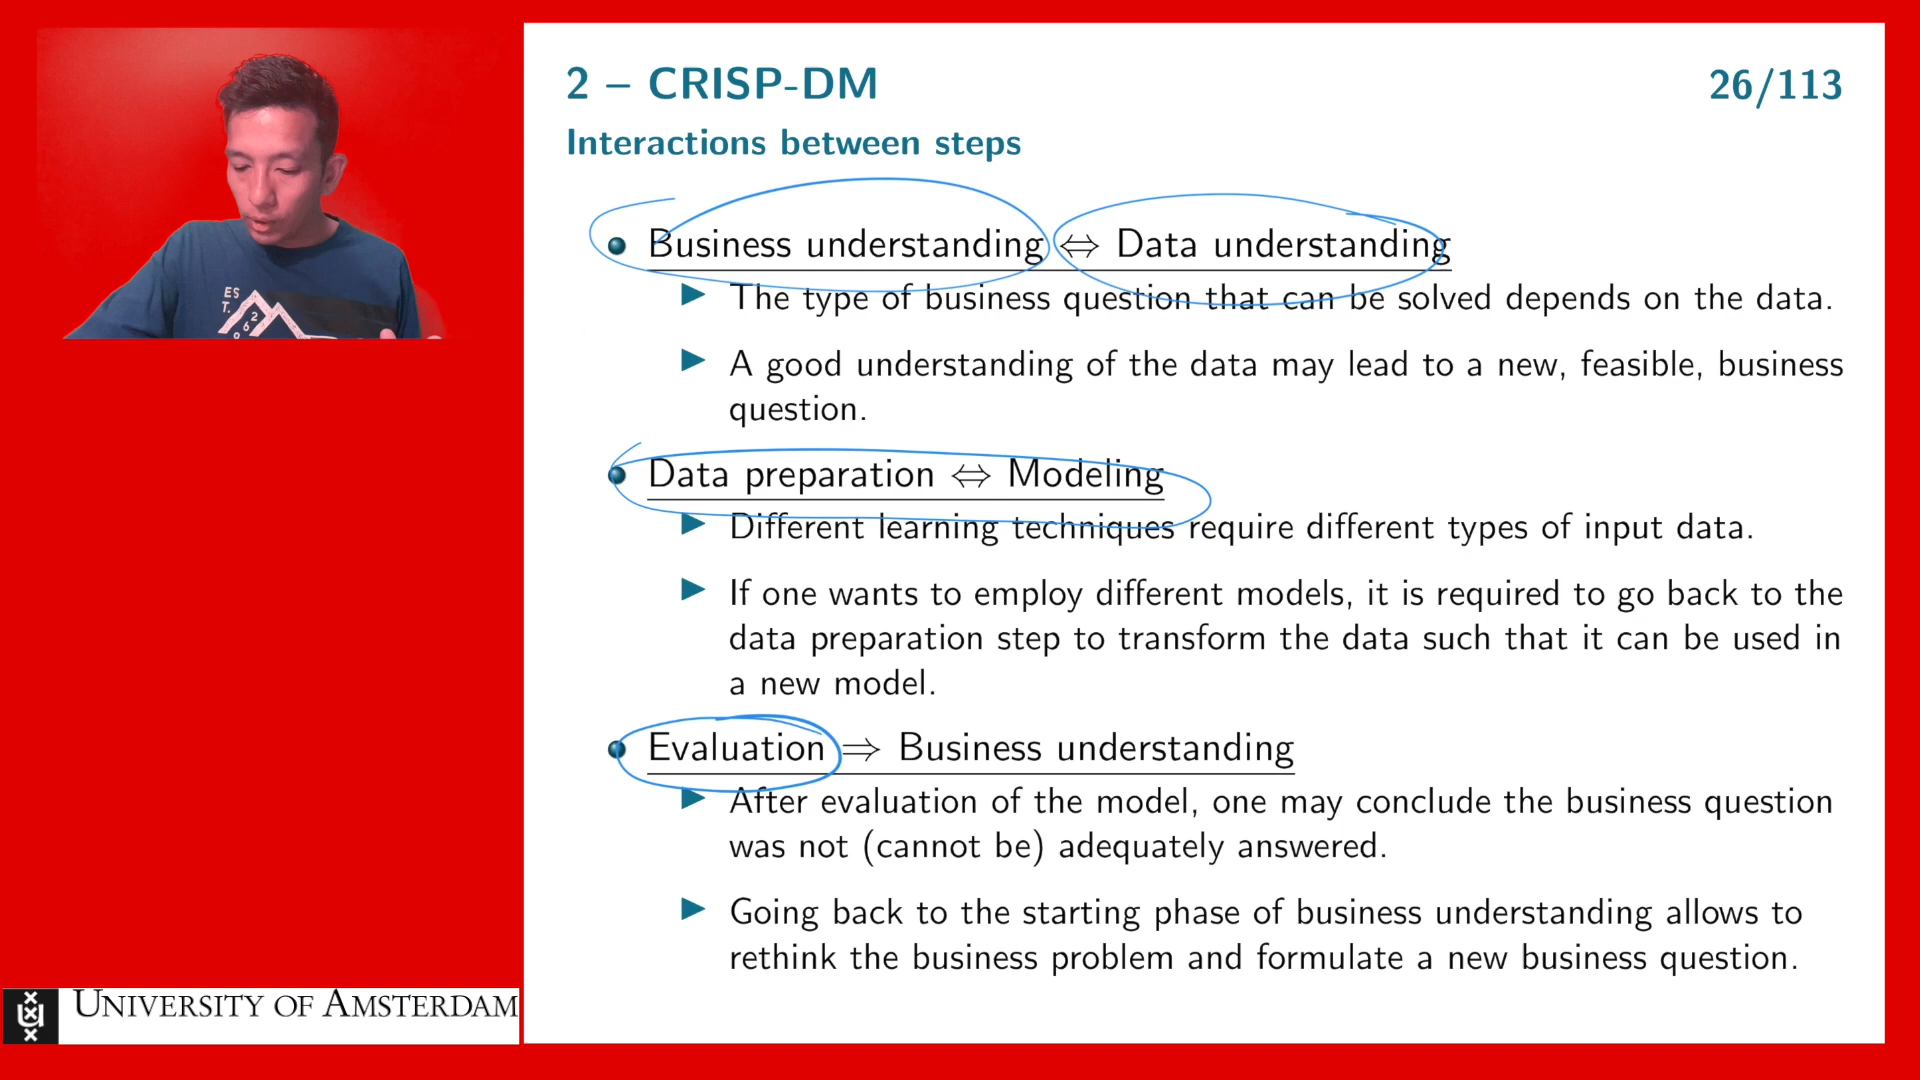 2 – CRISP-DM
26/113
Interactions between steps
Business understanding ⇔ Data understanding
The type of business question that can be solved depends on the data.
A good understanding of the data may lead to a new, feasible, business
question.
Data preparation ⇔ Modeling
Different learning techniques require different types of input data.
If one wants to employ different models, it is required to go back to the
data preparation step to transform the data such that it can be used in
a new model.
Evaluation ⇒ Business understanding
After evaluation of the model, one may conclude the business question
was not (cannot be) adequately answered.
Going back to the starting phase of business understanding allows to
rethink the business problem and formulate a new business question.
ES
T.
UNIVERSITY OF AMSTERDAM